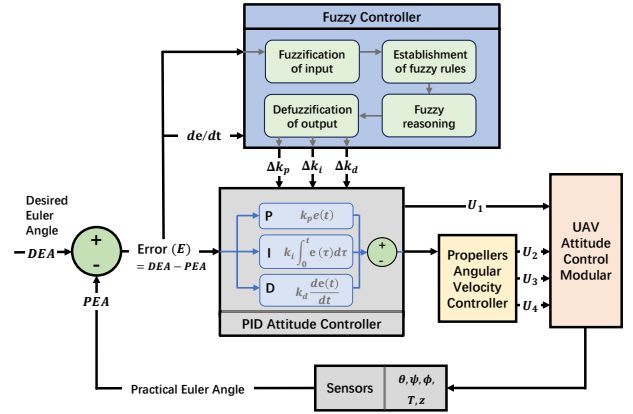 Fuzzy Controller
Fuzzification
of input
Establishment
of fuzzy rules
Defuzzification
of output
Fuzzy
reasoning
de/dt
Δk_p Δk_i Δk_d
Desired
Euler
Angle
DEA
+
-
PEA
Error (E)
= DEA − PEA
P k_p e(t)
I k_i ∫_0^t e(τ)dτ
D k_d de(t)/dt
+
-
PID Attitude Controller
U_1
Propellers
Angular
Velocity
Controller
U_2
U_3
U_4
UAV
Attitude
Control
Modular
Practical Euler Angle
Sensors
θ, ψ, ϕ,
T, z